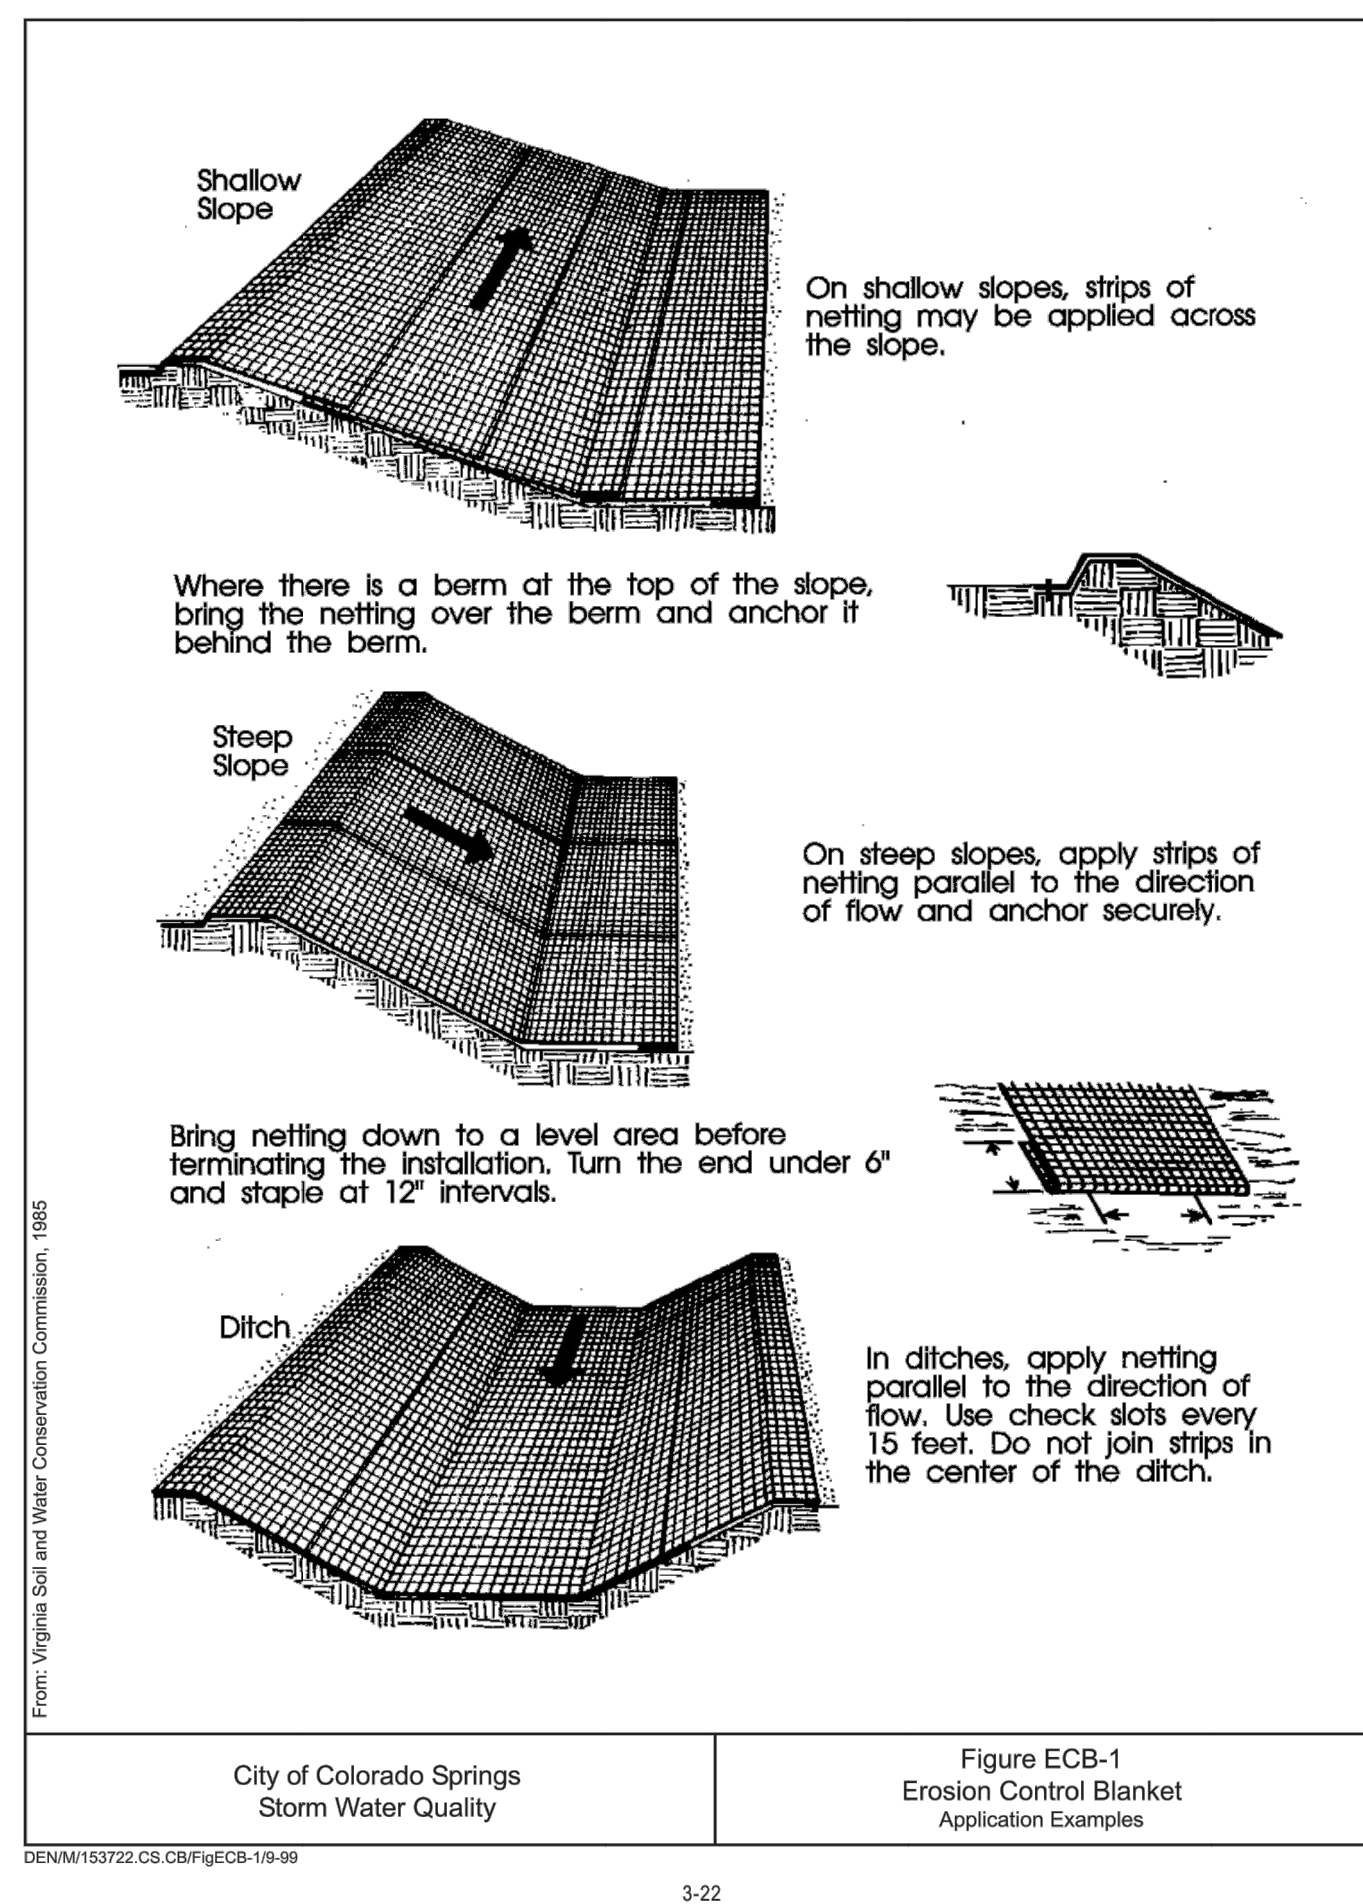 Shallow
Slope
On shallow slopes, strips of
netting may be applied across
the slope.
Where there is a berm at the top of the slope,
bring the netting over the berm and anchor it
behind the berm.
Steep
Slope
On steep slopes, apply strips of
netting parallel to the direction
of flow and anchor securely.
Bring netting down to a level area before
terminating the installation. Turn the end under 6"
and staple at 12" intervals.
Ditch
In ditches, apply netting
parallel to the direction of
flow. Use check slots every
15 feet. Do not join strips in
the center of the ditch.
From: Virginia Soil and Water Conservation Commission, 1985
City of Colorado Springs
Storm Water Quality
Figure ECB-1
Erosion Control Blanket
Application Examples
DEN/M/153722.CS.CB/FigECB-1/9-99
3-22